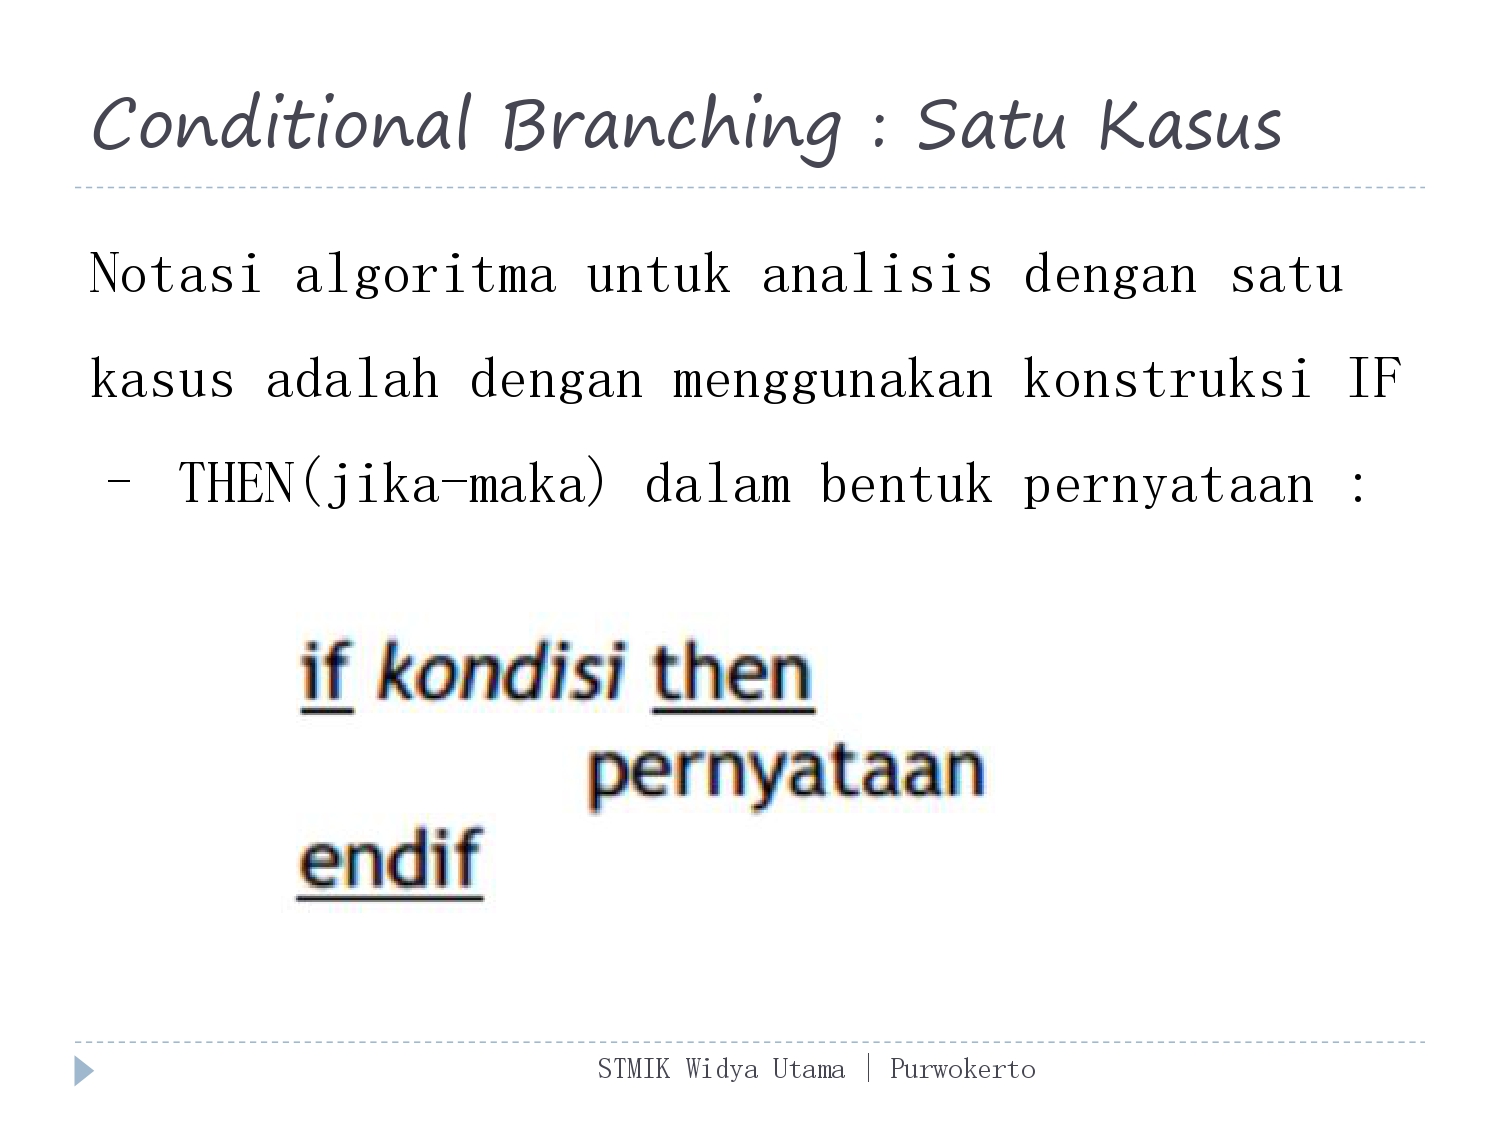 Conditional Branching : Satu Kasus
Notasi algoritma untuk analisis dengan satu
kasus adalah dengan menggunakan konstruksi IF
– THEN(jika-maka) dalam bentuk pernyataan :
if kondisi then
pernyataan
endif
STMIK Widya Utama | Purwokerto